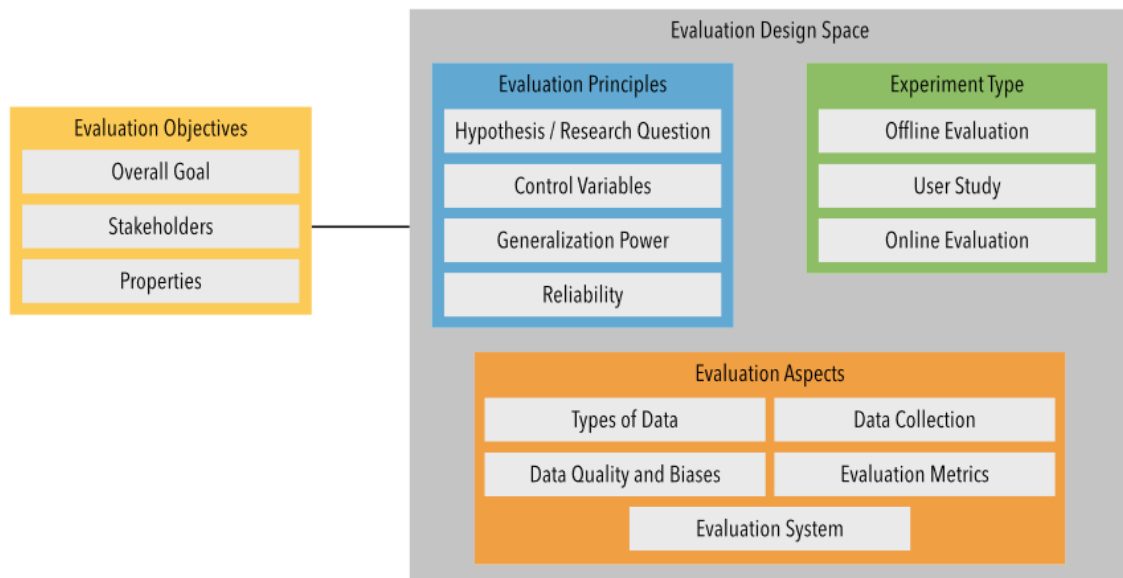 Evaluation Design Space
Evaluation Objectives
Overall Goal
Stakeholders
Properties
Evaluation Principles
Hypothesis / Research Question
Control Variables
Generalization Power
Reliability
Experiment Type
Offline Evaluation
User Study
Online Evaluation
Evaluation Aspects
Types of Data
Data Collection
Data Quality and Biases
Evaluation Metrics
Evaluation System